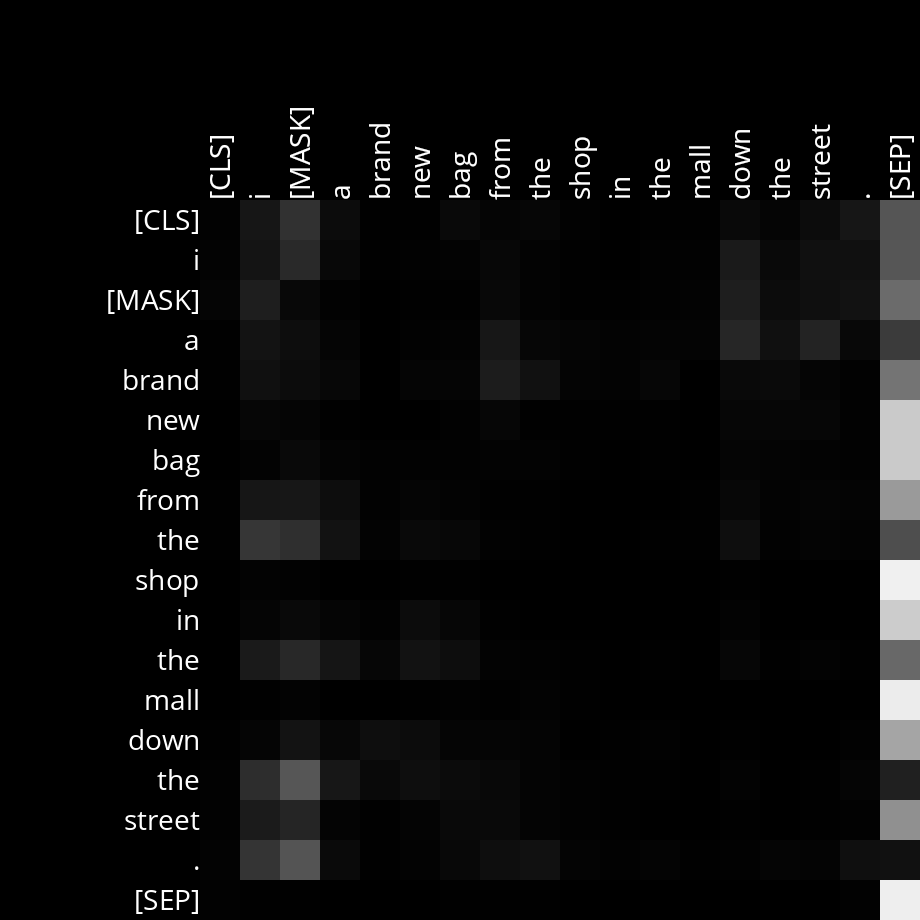 [CLS] i [MASK] a brand new bag from the shop in the mall down the street . [SEP]
[CLS]
i
[MASK]
a
brand
new
bag
from
the
shop
in
the
mall
down
the
street
.
[SEP]